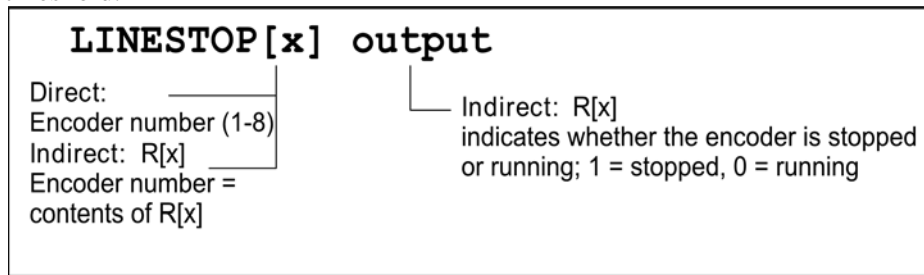 LINESTOP[x] output
Direct:
Encoder number (1-8)
Indirect: R[x]
Encoder number =
contents of R[x]
Indirect: R[x]
indicates whether the encoder is stopped
or running; 1 = stopped, 0 = running